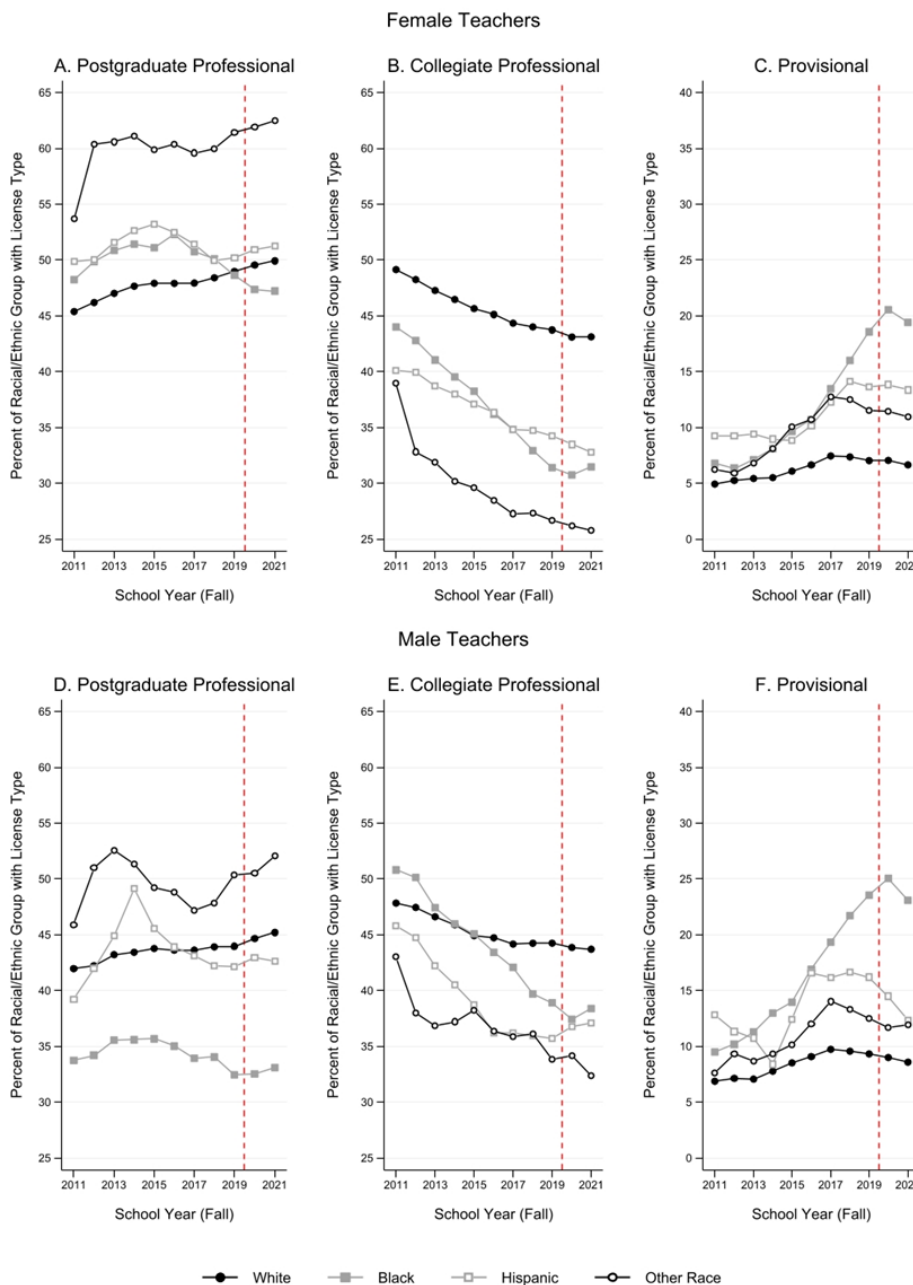 Female Teachers
A. Postgraduate Professional
B. Collegiate Professional
C. Provisional
Percent of Racial/Ethnic Group with License Type
65
60
55
50
45
40
35
30
25
2011 2013 2015 2017 2019 2021
School Year (Fall)
Percent of Racial/Ethnic Group with License Type
65
60
55
50
45
40
35
30
25
2011 2013 2015 2017 2019 2021
School Year (Fall)
Percent of Racial/Ethnic Group with License Type
40
35
30
25
20
15
10
5
0
2011 2013 2015 2017 2019 202
School Year (Fall)
Male Teachers
D. Postgraduate Professional
E. Collegiate Professional
F. Provisional
Percent of Racial/Ethnic Group with License Type
65
60
55
50
45
40
35
30
25
2011 2013 2015 2017 2019 2021
School Year (Fall)
Percent of Racial/Ethnic Group with License Type
65
60
55
50
45
40
35
30
25
2011 2013 2015 2017 2019 2021
School Year (Fall)
Percent of Racial/Ethnic Group with License Type
40
35
30
25
20
15
10
5
0
2011 2013 2015 2017 2019 202
School Year (Fall)
White Black Hispanic Other Race